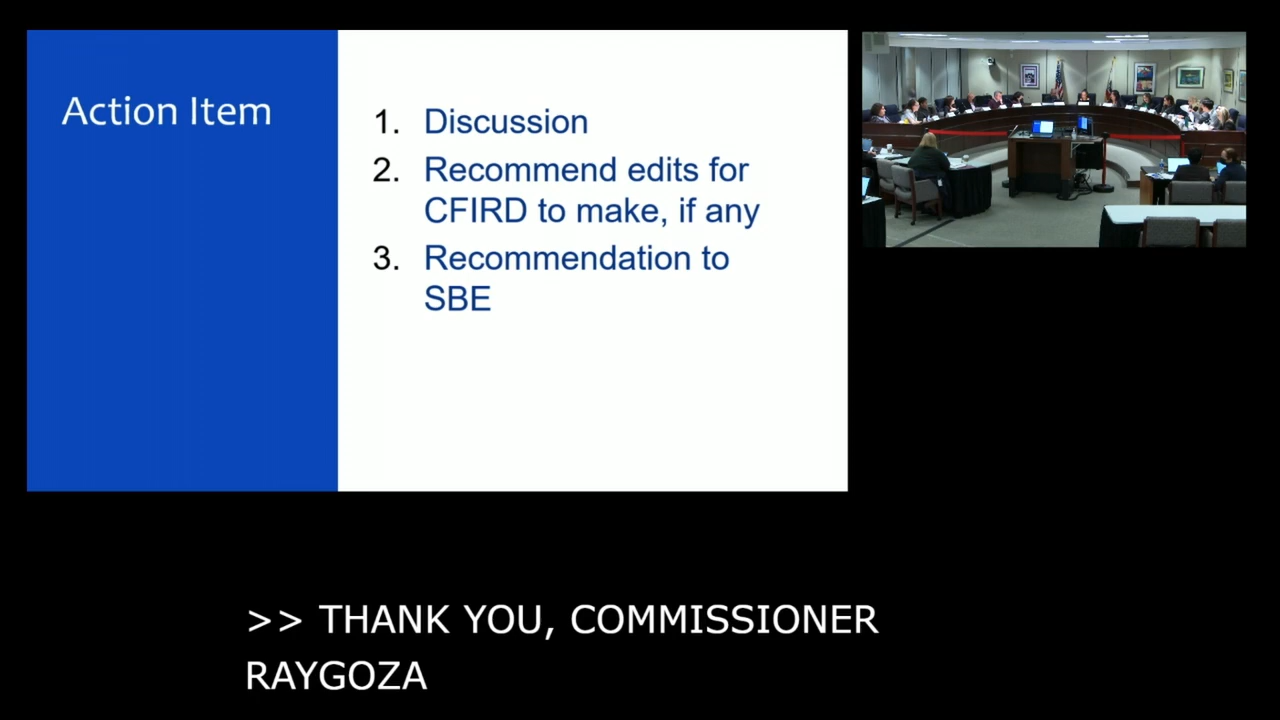 Action Item
1. Discussion
2. Recommend edits for
CFIRD to make, if any
3. Recommendation to
SBE
>> THANK YOU, COMMISSIONER
RAYGOZA